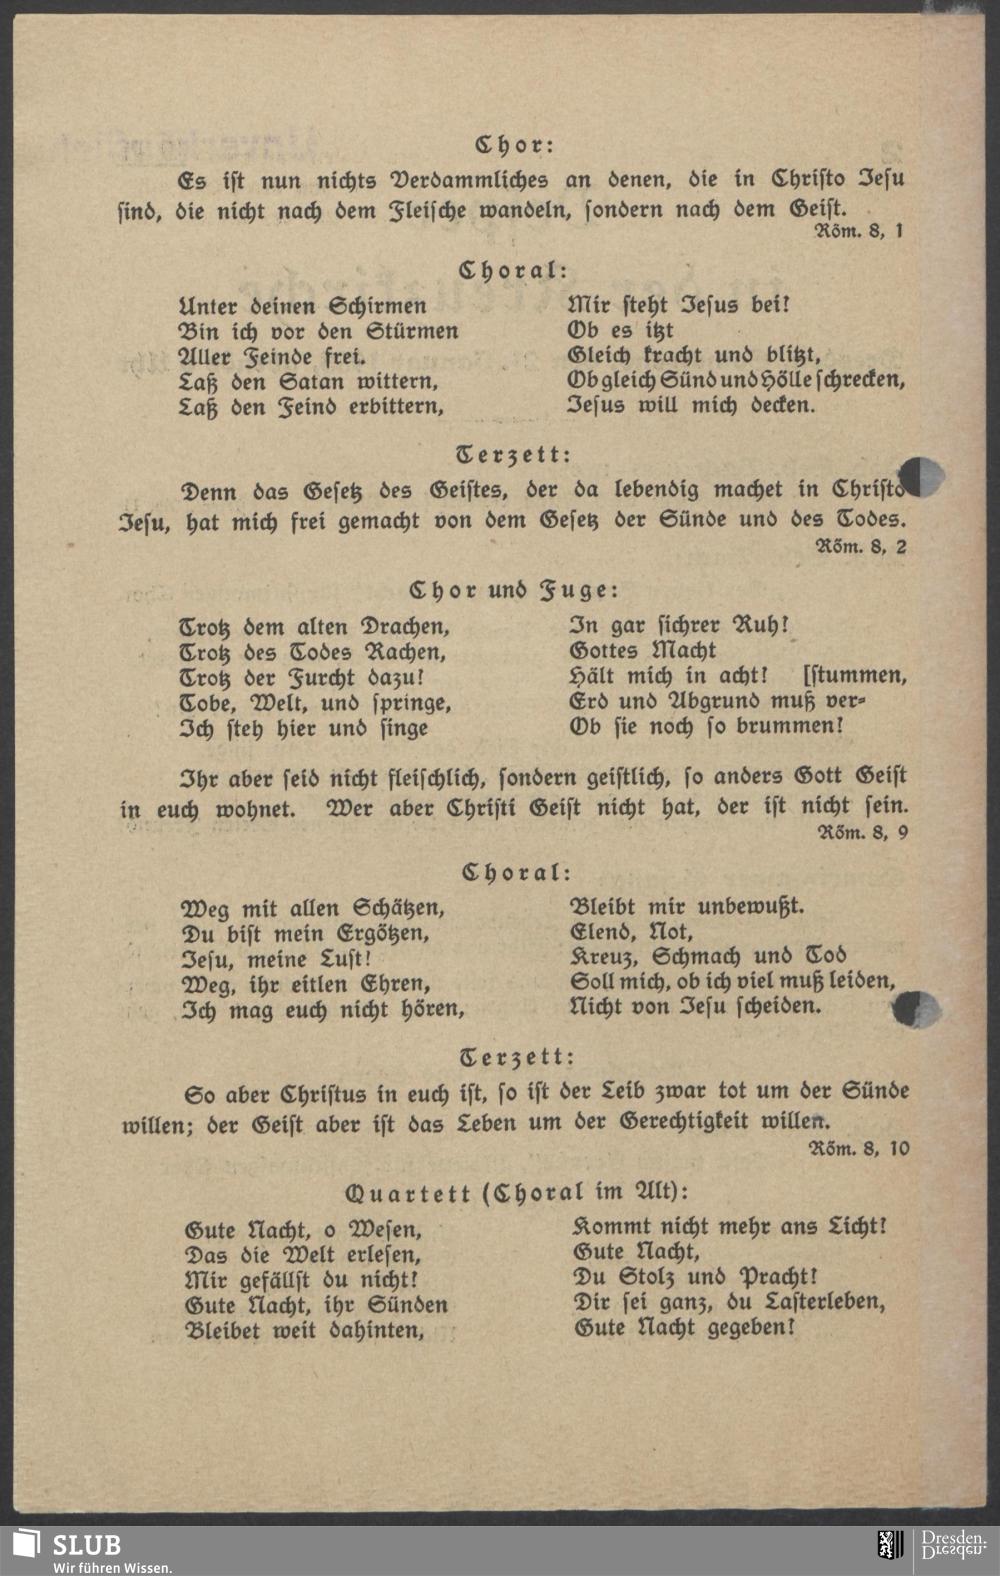 Chor:
Es ist nun nichts Verdammliches an denen, die in Christo Jesu
sind, die nicht nach dem Fleische wandeln, sondern nach dem Geist.
Röm. 8, 1
Choral:
Unter deinen Schirmen
Bin ich vor den Stürmen
Aller Feinde frei.
Laß den Satan wittern,
Laß den Feind erbittern,
Mir steht Jesus bei!
Ob es itzt
Gleich kracht und blitzt,
Ob gleich Sünd und Hölle schrecken,
Jesus will mich decken.
Terzett:
Denn das Gesetz des Geistes, der da lebendig machet in Christo
Jesu, hat mich frei gemacht von dem Gesetz der Sünde und des Todes.
Röm. 8, 2
Chor und Fuge:
Trotz dem alten Drachen,
Trotz des Todes Rachen,
Trotz der Furcht dazu!
Tobe, Welt, und springe,
Ich steh hier und singe
In gar sichrer Ruh!
Gottes Macht
Hält mich in acht! [stummen,
Erd und Abgrund muß ver-
Ob sie noch so brummen!
Ihr aber seid nicht fleischlich, sondern geistlich, so anders Gott Geist
in euch wohnet. Wer aber Christi Geist nicht hat, der ist nicht sein.
Röm. 8, 9
Choral:
Weg mit allen Schätzen,
Du bist mein Ergötzen,
Jesu, meine Lust!
Weg, ihr eitlen Ehren,
Ich mag euch nicht hören,
Bleibt mir unbewußt.
Elend, Not,
Kreuz, Schmach und Tod
Soll mich, ob ich viel muß leiden,
Nicht von Jesu scheiden.
Terzett:
So aber Christus in euch ist, so ist der Leib zwar tot um der Sünde
willen; der Geist aber ist das Leben um der Gerechtigkeit willen.
Röm. 8, 10
Quartett (Choral im Alt):
Gute Nacht, o Wesen,
Das die Welt erlesen,
Mir gefällst du nicht!
Gute Nacht, ihr Sünden
Bleibet weit dahinten,
Kommt nicht mehr ans Licht!
Gute Nacht,
Du Stolz und Pracht!
Dir sei ganz, du Lasterleben,
Gute Nacht gegeben!
SLUB
Wir führen Wissen.
Dresden.
Dresden.